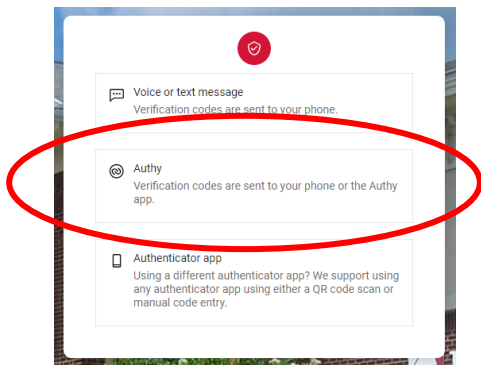 Voice or text message
Verification codes are sent to your phone.
Authy
Verification codes are sent to your phone or the Authy
app.
Authenticator app
Using a different authenticator app? We support using
any authenticator app using either a QR code scan or
manual code entry.